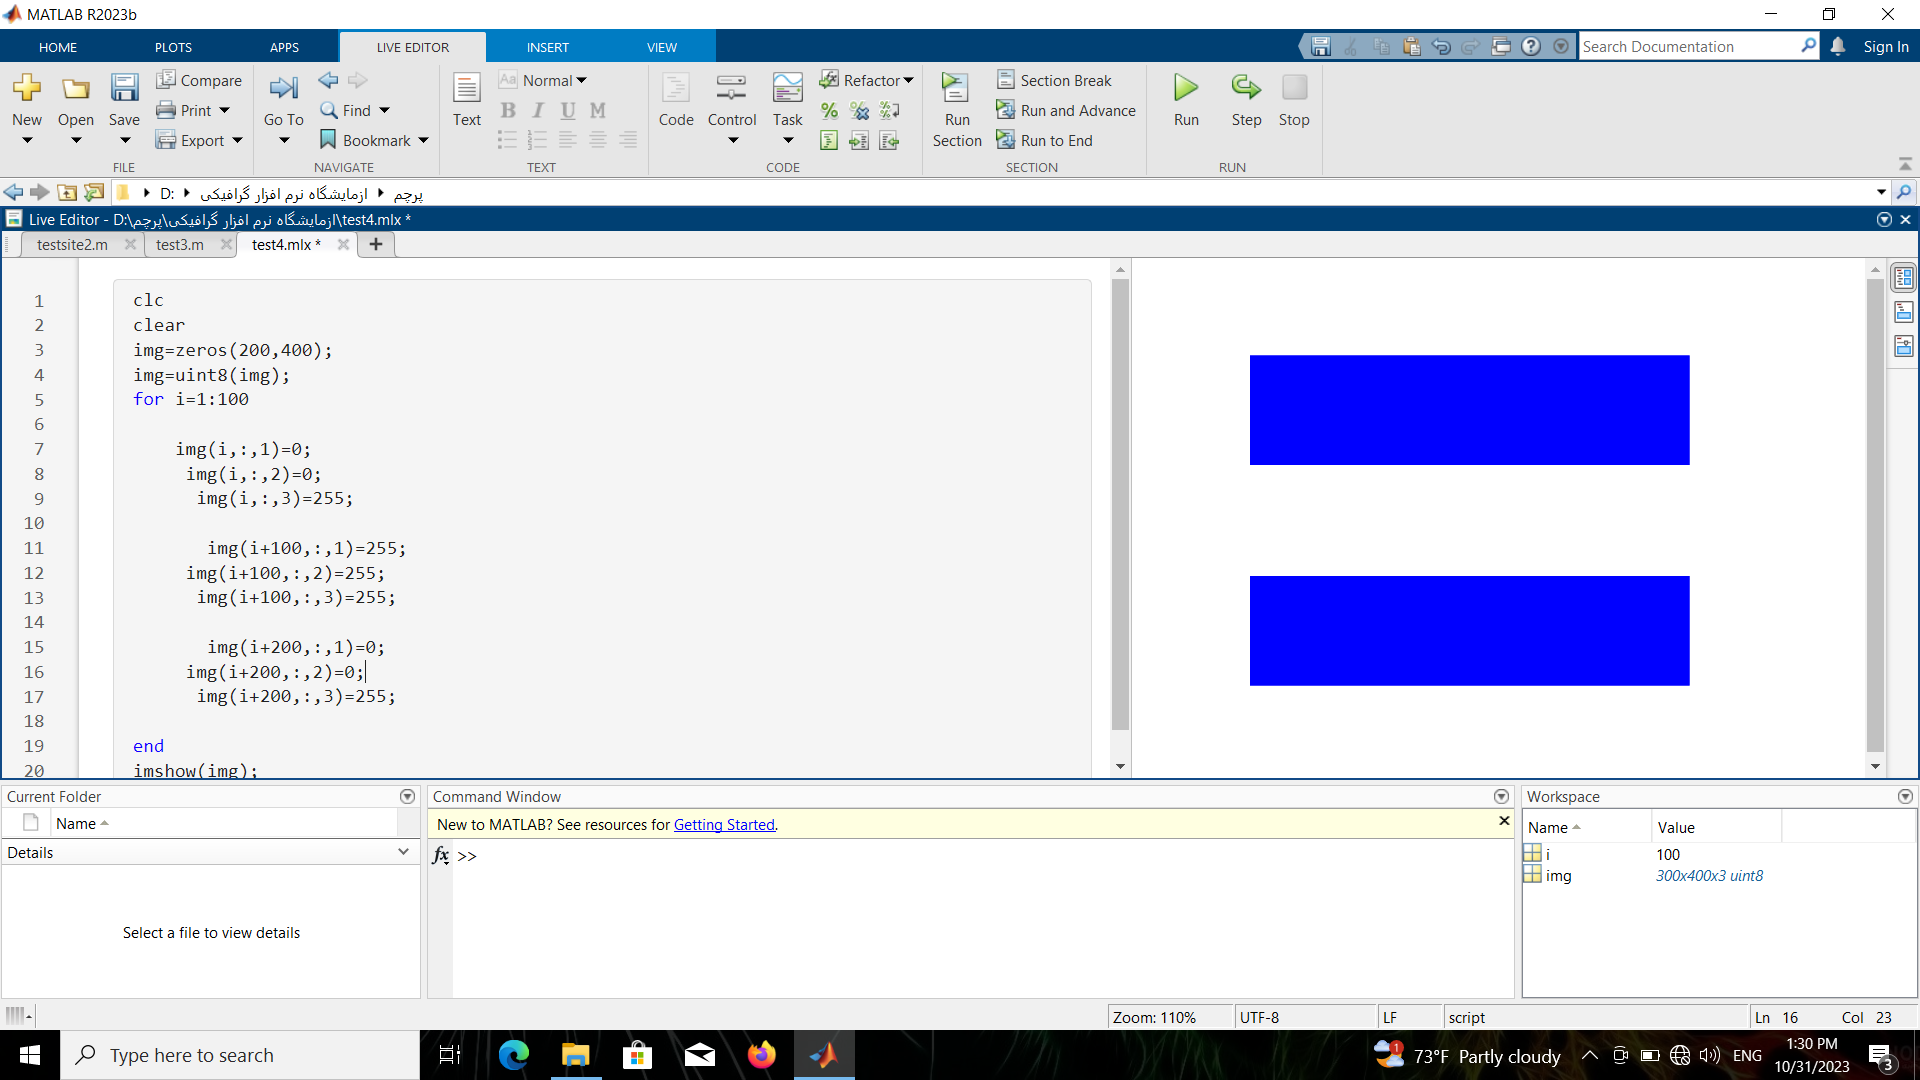 MATLAB R2023b
HOME PLOTS APPS LIVE EDITOR INSERT VIEW Search Documentation Sign In
New Open Save Compare Print Export
FILE
Go To Find Bookmark
NAVIGATE
Text Aa Normal B I U M
TEXT
Code Control Task Refactor
CODE
Run Section Section Break Run and Advance Run to End
SECTION
Run Step Stop
RUN
D: ازمایشگاه نرم افزار گرافیکی پرچم
Live Editor - D:\ازمایشگاه نرم افزار گرافیکی\پرچم\test4.mlx *
testsite2.m test3.m test4.mlx *
1 clc
2 clear
3 img=zeros(200,400);
4 img=uint8(img);
5 for i=1:100
6
7 img(i,:,1)=0;
8 img(i,:,2)=0;
9 img(i,:,3)=255;
10
11 img(i+100,:,1)=255;
12 img(i+100,:,2)=255;
13 img(i+100,:,3)=255;
14
15 img(i+200,:,1)=0;
16 img(i+200,:,2)=0;
17 img(i+200,:,3)=255;
18
19 end
20 imshow(img);
Current Folder
Name
Details
Select a file to view details
Command Window
New to MATLAB? See resources for Getting Started.
fx >>
Workspace
Name Value
i 100
img 300x400x3 uint8
Zoom: 110% UTF-8 LF script Ln 16 Col 23
Type here to search
1 73°F Partly cloudy ENG 1:30 PM
10/31/2023
3